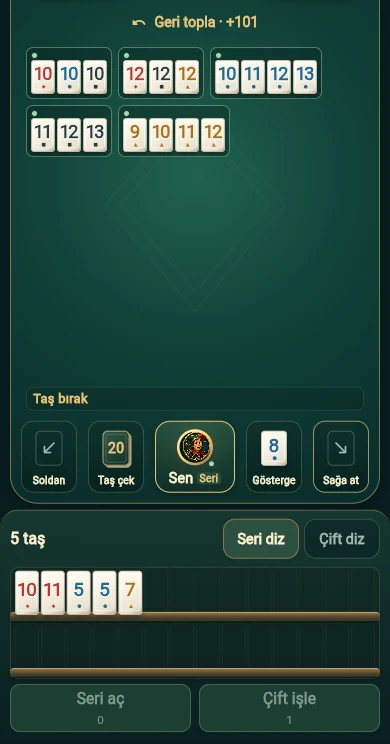 Geri topla · +101
10 10 10 12 12 12 10 11 12 13
11 12 13 9 10 11 12
Taş bırak
20 8
Soldan Taş çek Sen Seri Gösterge Sağa at
5 taş Seri diz Çift diz
10 11 5 5 7
Seri aç Çift işle
0 1